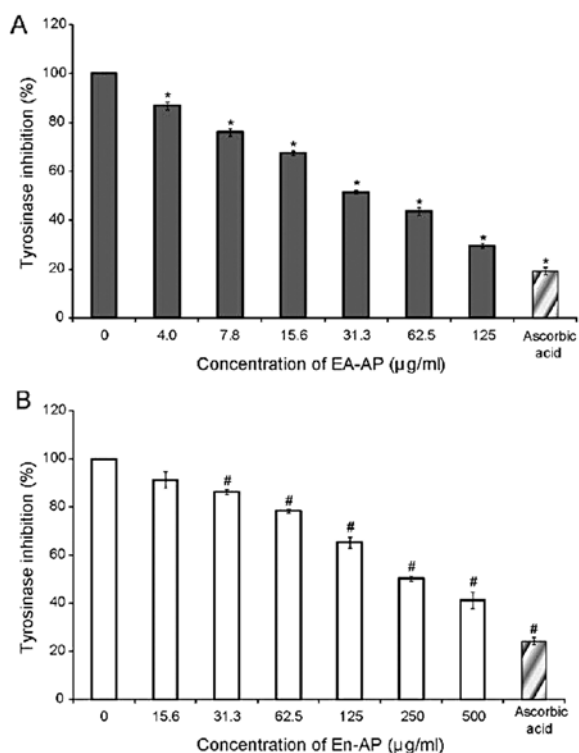 A
Tyrosinase inhibition (%)
120
100
80
60
40
20
0
*
*
*
*
*
*
*
0 4.0 7.8 15.6 31.3 62.5 125 Ascorbic
acid
Concentration of EA-AP (µg/ml)
B
Tyrosinase inhibition (%)
120
100
80
60
40
20
0
#
#
#
#
#
#
0 15.6 31.3 62.5 125 250 500 Ascorbic
acid
Concentration of En-AP (µg/ml)